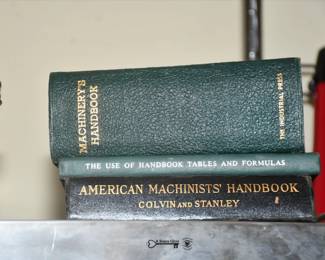 MACHINERY'S
HANDBOOK
THE INDUSTRIAL PRESS
THE USE OF HANDBOOK TABLES AND FORMULAS
AMERICAN MACHINISTS' HANDBOOK
COLVIN AND STANLEY